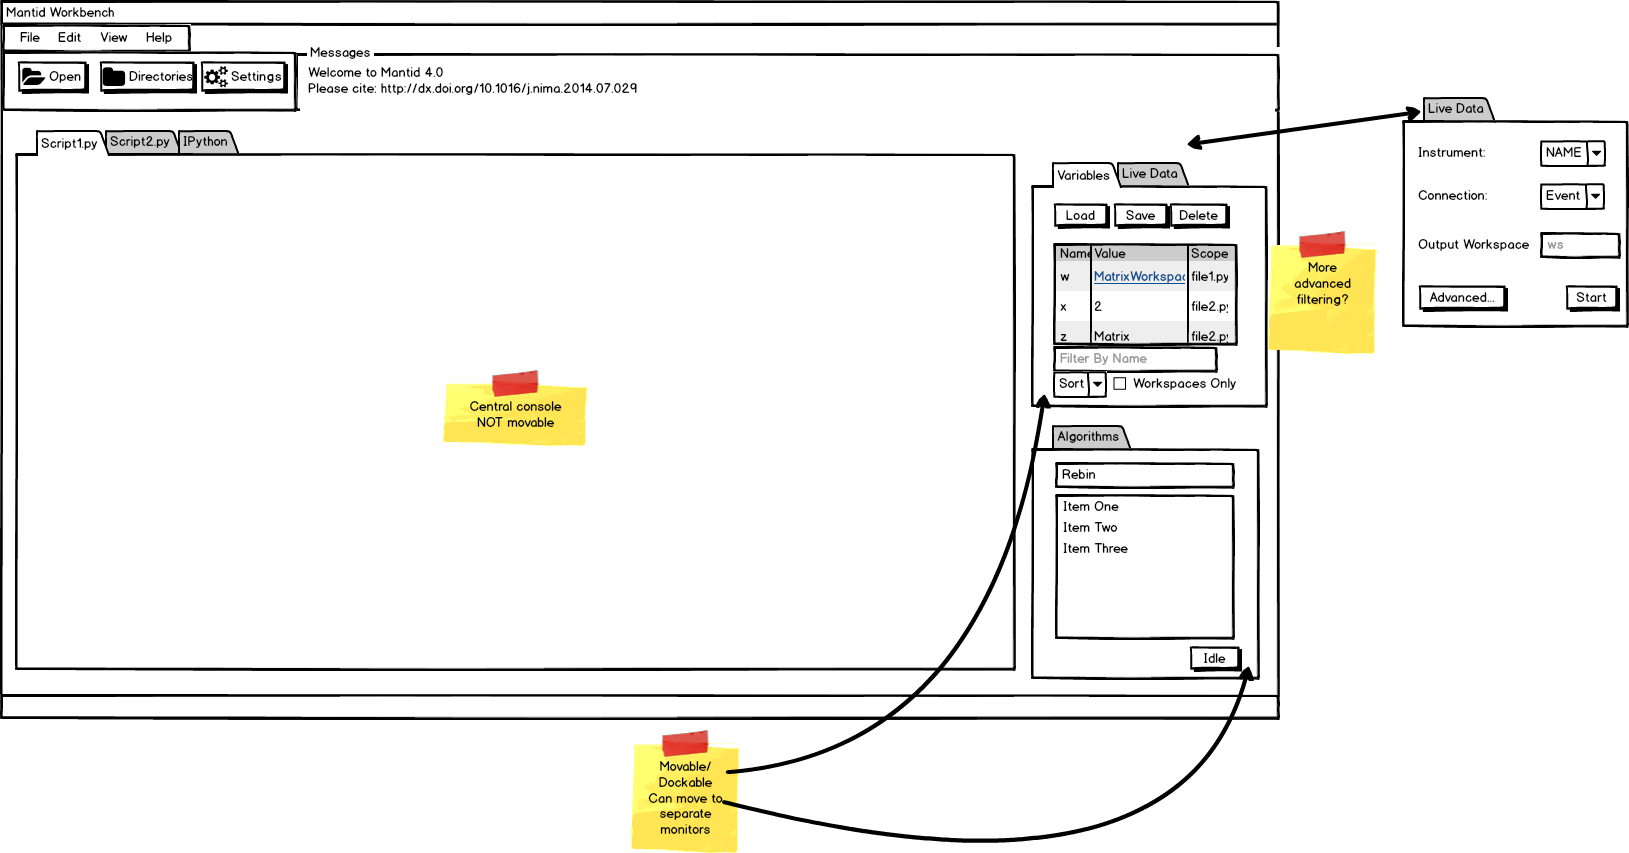 Mantid Workbench
File Edit View Help
Open Directories Settings
Messages
Welcome to Mantid 4.0
Please cite: http://dx.doi.org/10.1016/j.nima.2014.07.029
Script1.py Script2.py IPython
Central console
NOT movable
Variables Live Data
Load Save Delete
Name Value Scope
w MatrixWorkspac file1.py
x 2 file2.py
z Matrix file2.py
Filter By Name
Sort Workspaces Only
More
advanced
filtering?
Live Data
Instrument: NAME
Connection: Event
Output Workspace ws
Advanced... Start
Algorithms
Rebin
Item One
Item Two
Item Three
Idle
Movable/
Dockable
Can move to
separate
monitors